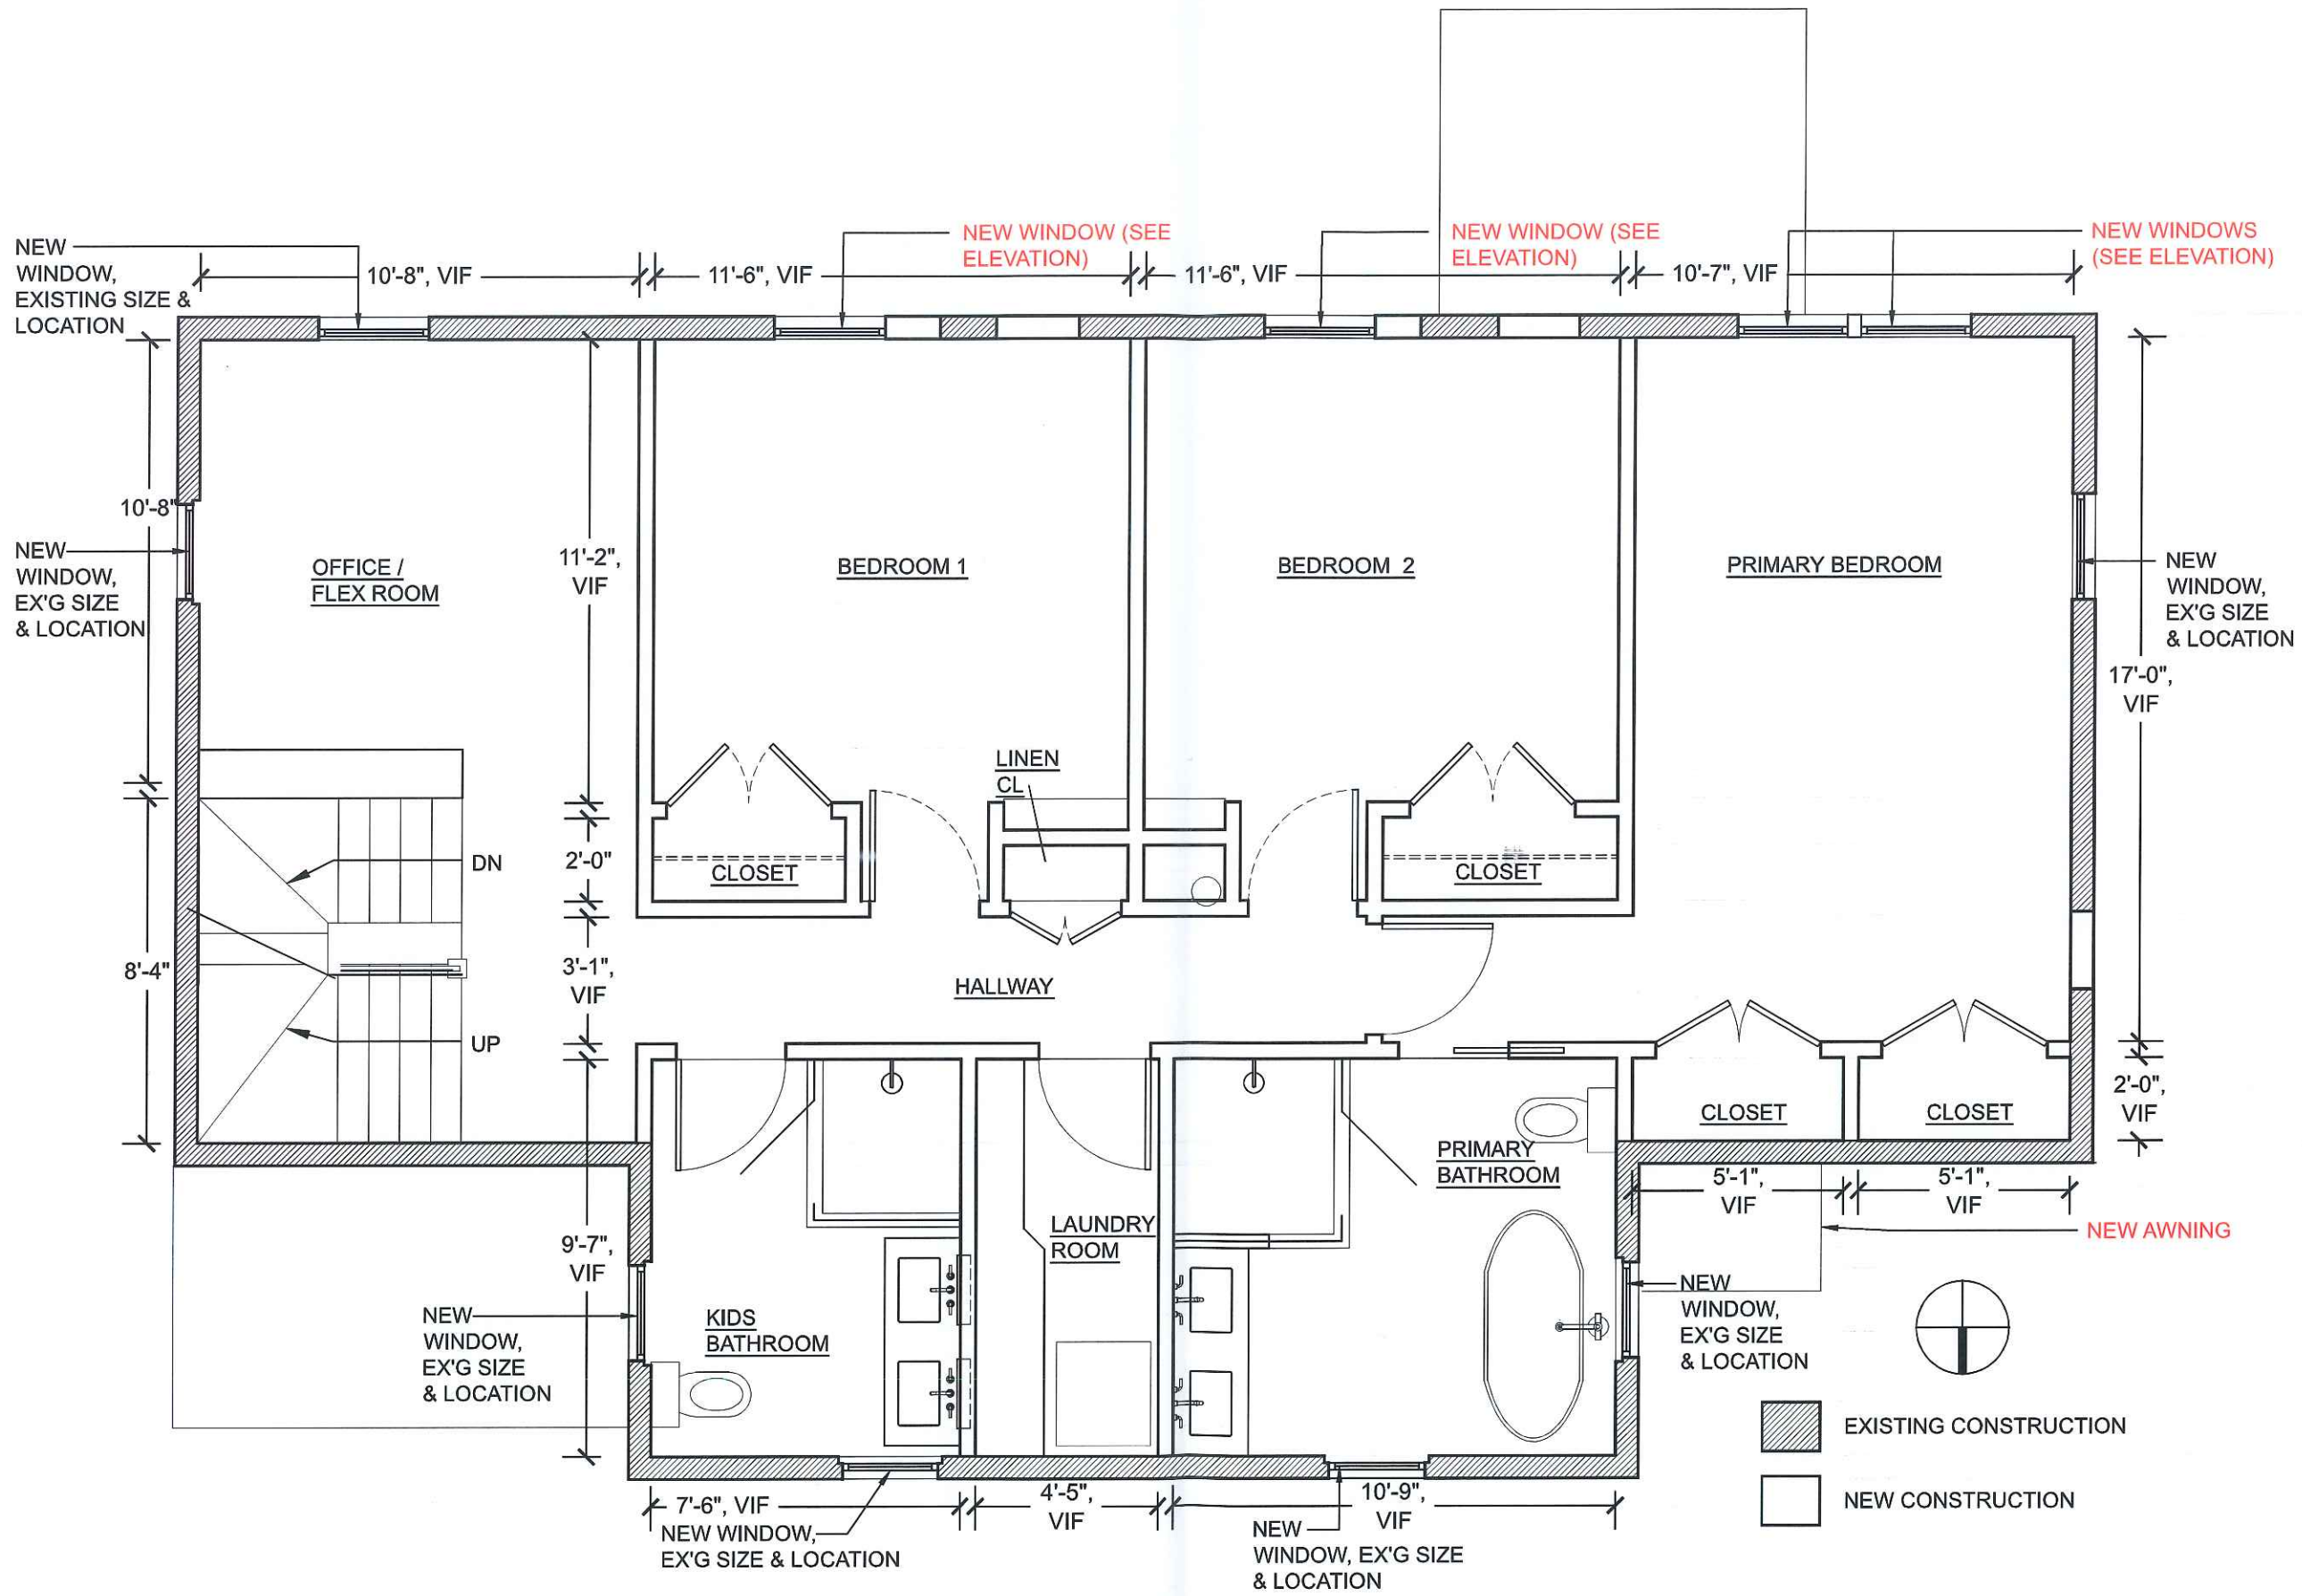 NEW WINDOW (SEE
ELEVATION)
NEW WINDOW (SEE
ELEVATION)
NEW WINDOWS
(SEE ELEVATION)
NEW
WINDOW,
EXISTING SIZE &
LOCATION
10'-8", VIF
11'-6", VIF
11'-6", VIF
10'-7", VIF
10'-8"
NEW
WINDOW,
EX'G SIZE
& LOCATION
OFFICE /
FLEX ROOM
11'-2",
VIF
BEDROOM 1
BEDROOM 2
PRIMARY BEDROOM
NEW
WINDOW,
EX'G SIZE
& LOCATION
17'-0",
VIF
LINEN
CL
DN
2'-0"
CLOSET
CLOSET
8'-4"
3'-1",
VIF
HALLWAY
UP
CLOSET
CLOSET
2'-0",
VIF
PRIMARY
BATHROOM
5'-1",
VIF
5'-1",
VIF
NEW AWNING
9'-7",
VIF
LAUNDRY
ROOM
NEW
WINDOW,
EX'G SIZE
& LOCATION
KIDS
BATHROOM
NEW
WINDOW,
EX'G SIZE
& LOCATION
EXISTING CONSTRUCTION
NEW CONSTRUCTION
7'-6", VIF
4'-5",
VIF
10'-9",
VIF
NEW WINDOW,
EX'G SIZE & LOCATION
NEW
WINDOW, EX'G SIZE
& LOCATION